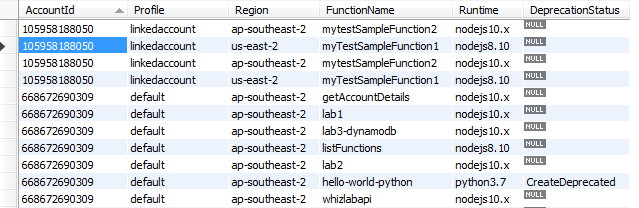 AccountId Profile Region FunctionName Runtime DeprecationStatus
105958188050 linkedaccount ap-southeast-2 mytestSampleFunction2 nodejs10.x NULL
105958188050 linkedaccount us-east-2 myTestSampleFunction1 nodejs8.10 NULL
105958188050 linkedaccount ap-southeast-2 mytestSampleFunction2 nodejs10.x NULL
105958188050 linkedaccount us-east-2 myTestSampleFunction1 nodejs8.10 NULL
668672690309 default ap-southeast-2 getAccountDetails nodejs10.x NULL
668672690309 default ap-southeast-2 lab1 nodejs10.x NULL
668672690309 default ap-southeast-2 lab3-dynamodb nodejs10.x NULL
668672690309 default ap-southeast-2 listFunctions nodejs8.10 NULL
668672690309 default ap-southeast-2 lab2 nodejs10.x NULL
668672690309 default ap-southeast-2 hello-world-python python3.7 CreateDeprecated
668672690309 default ap-southeast-2 whizlabapi nodejs10.x NULL